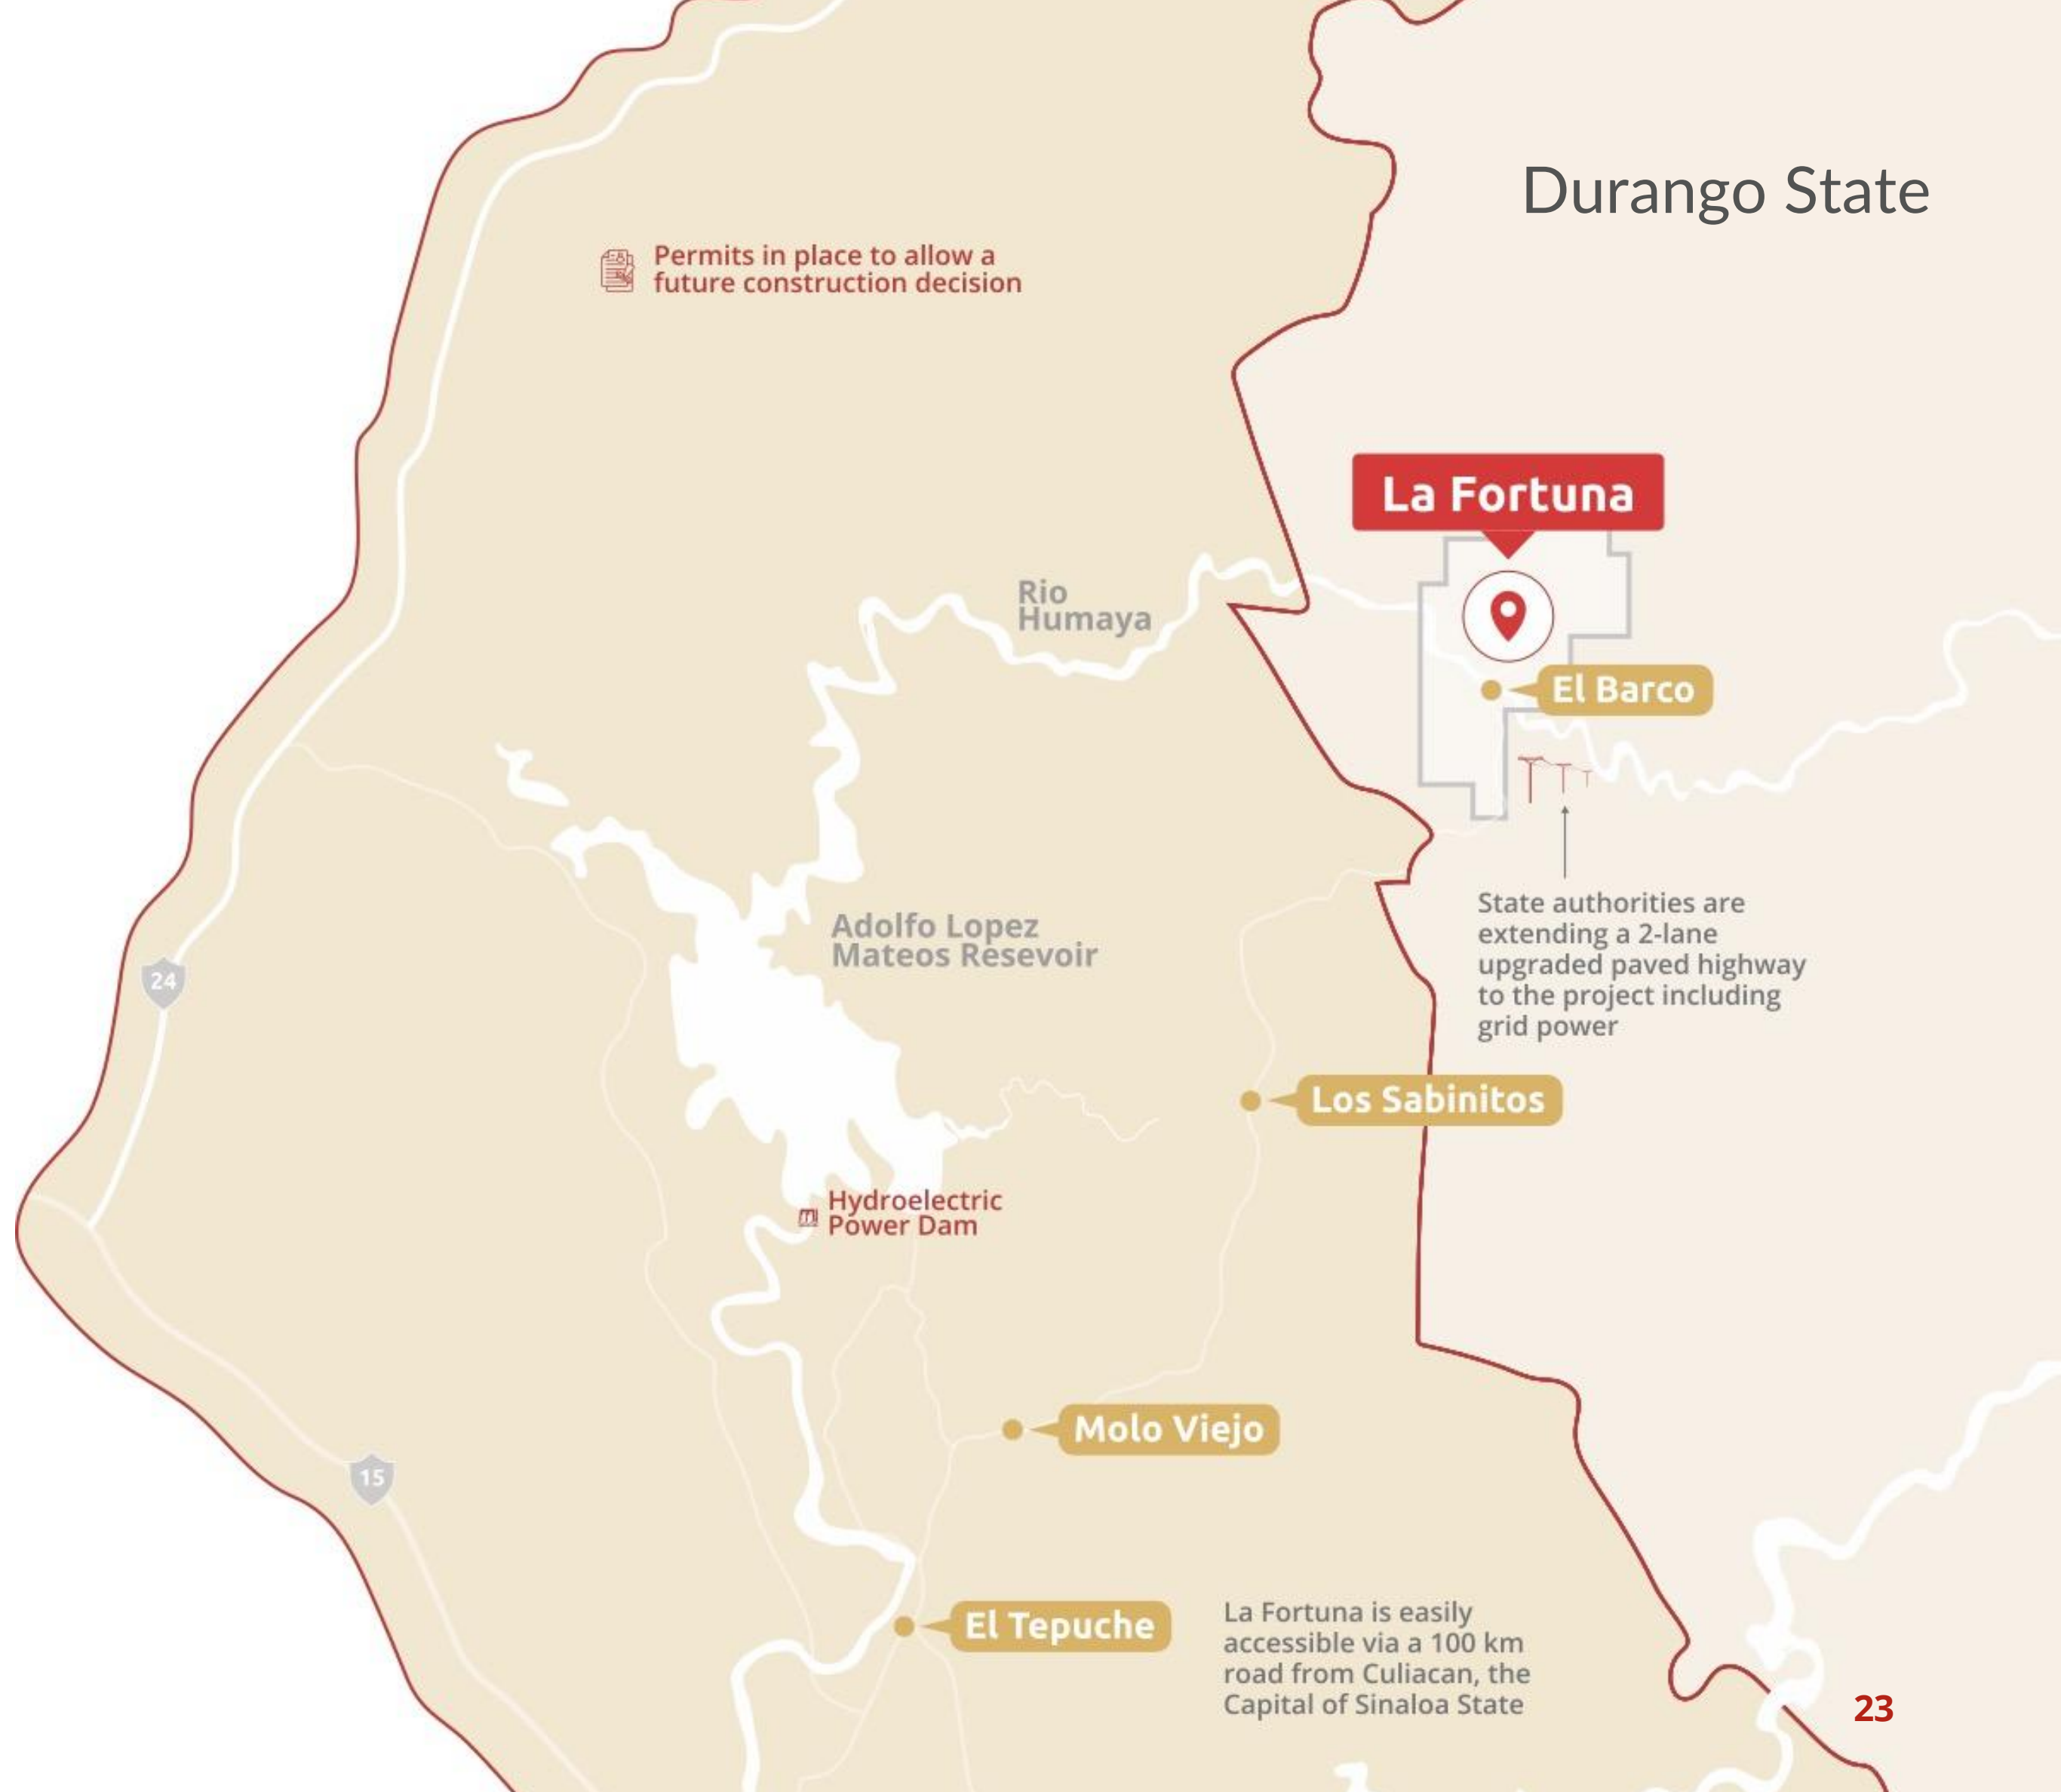 Durango State
Permits in place to allow a
future construction decision
La Fortuna
Rio
Humaya
El Barco
Adolfo Lopez
Mateos Resevoir
State authorities are
extending a 2-lane
upgraded paved highway
to the project including
grid power
24
Los Sabinitos
Hydroelectric
Power Dam
Molo Viejo
15
El Tepuche
La Fortuna is easily
accessible via a 100 km
road from Culiacan, the
Capital of Sinaloa State
23